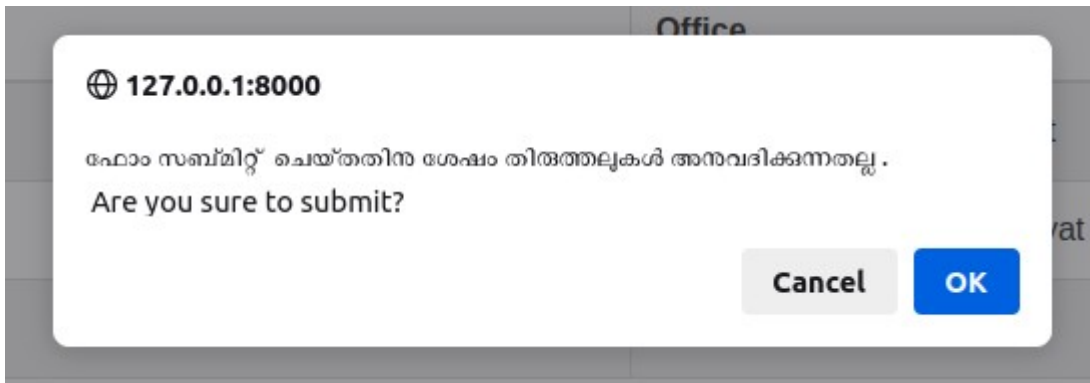 Office
127.0.0.1:8000
ഫോം സബ്മിറ്റ് ചെയ്തതിനു ശേഷം തിരുത്തലുകൾ അനുവദിക്കുന്നതല്ല .
Are you sure to submit?
Cancel
OK